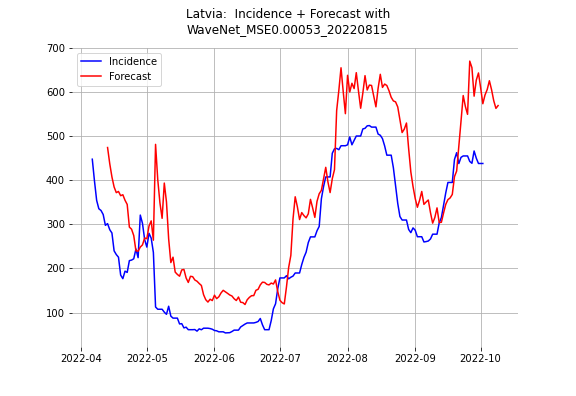 Latvia:  Incidence + Forecast with
WaveNet_MSE0.00053_20220815
700
600
500
400
300
200
100
Incidence
Forecast
2022-04 2022-05 2022-06 2022-07 2022-08 2022-09 2022-10